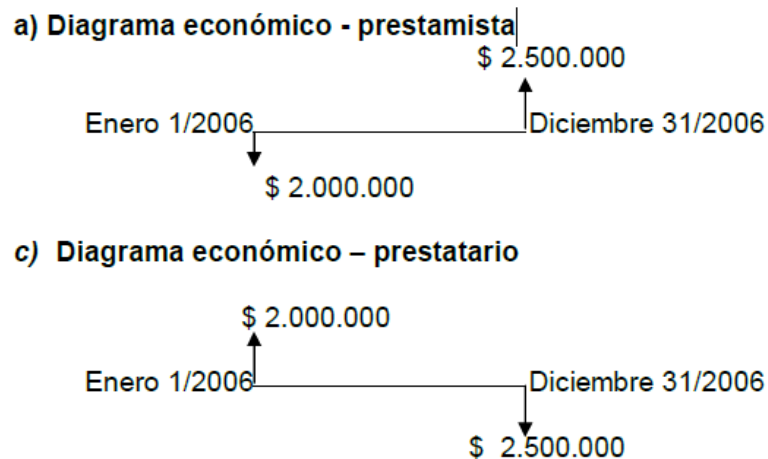 a) Diagrama económico - prestamista
$ 2.500.000
Enero 1/2006
Diciembre 31/2006
$ 2.000.000
c) Diagrama económico – prestatario
$ 2.000.000
Enero 1/2006
Diciembre 31/2006
$ 2.500.000